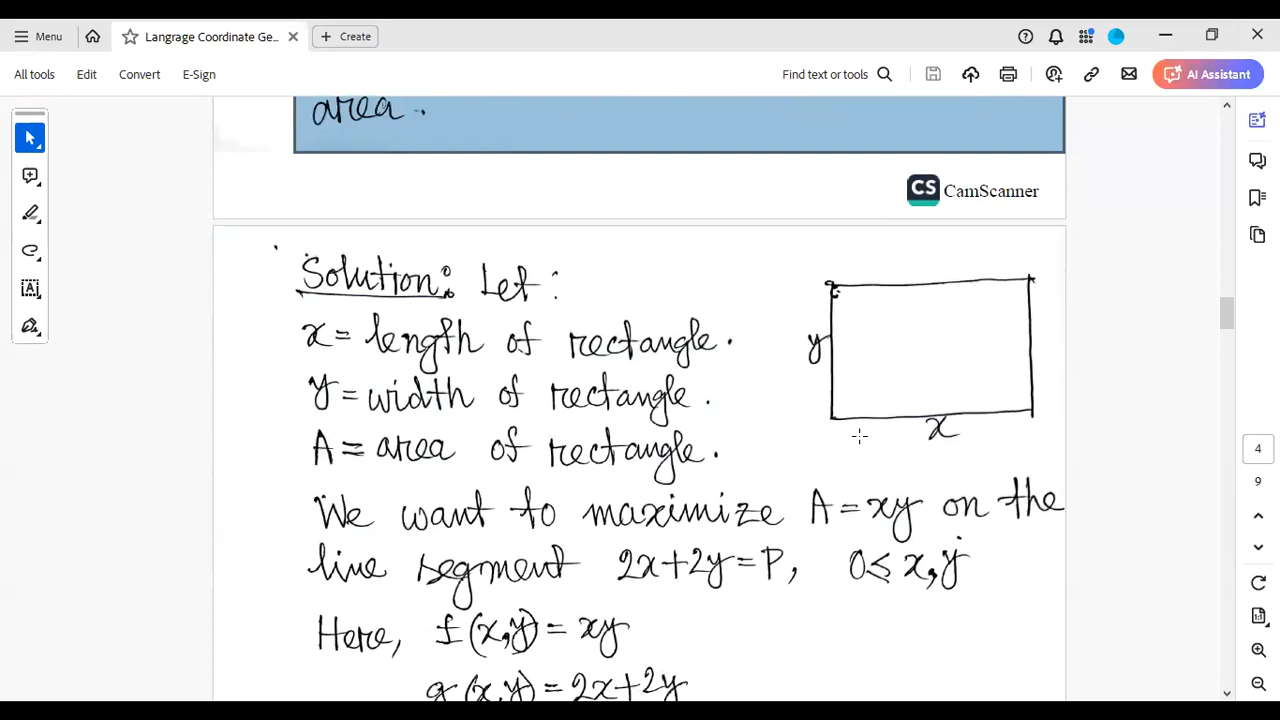 Menu
Langrage Coordinate Ge...
Create
All tools
Edit
Convert
E-Sign
Find text or tools
AI Assistant
area.
CS CamScanner
Solution: Let:
x = length of rectangle.
y = width of rectangle.
A = area of rectangle.
y
x
We want to maximize A = xy on the
line segment 2x+2y=P, 0≤x,y
Here, f(x,y) = xy
g(x,y) = 2x+2y
4
9